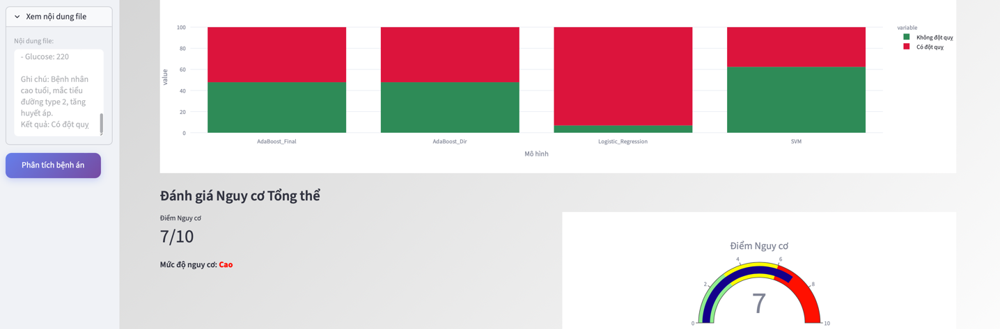 Xem nội dung file
Nội dung file:
- Glucose: 220
Ghi chú: Bệnh nhân
cao tuổi, mắc tiểu
đường type 2, tăng
huyết áp.
Kết quả: Có đột quỵ
Phân tích bệnh án
100
80
60
40
20
0
value
AdaBoost_Final
AdaBoost_Dir
Logistic_Regression
SVM
Mô hình
variable
Không đột quỵ
Có đột quỵ
Đánh giá Nguy cơ Tổng thể
Điểm Nguy cơ
7/10
Mức độ nguy cơ: Cao
Điểm Nguy cơ
0
2
4
6
8
10
7